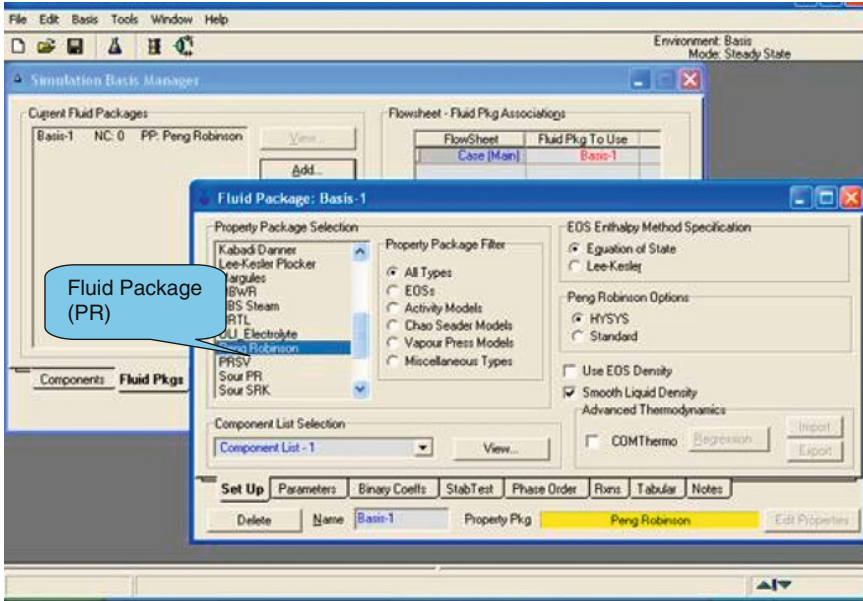 File Edit Basis Tools Window Help
Environment: Basis
Mode: Steady State
Simulation Basis Manager
Current Fluid Packages
Basis-1 NC: 0 PP: Peng Robinson
View...
Add...
Flowsheet - Fluid Pkg Associations
FlowSheet Fluid Pkg To Use
Case (Main) Basis-1
Components Fluid Pkgs
Fluid Package: Basis-1
Property Package Selection
Kabadi Danner
Lee-Kesler Plocker
Margules
MBWR
NBS Steam
NRTL
OLI_Electrolyte
Peng Robinson
PRSV
Sour PR
Sour SRK
Fluid Package
(PR)
Property Package Filter
All Types
EOSs
Activity Models
Chao Seader Models
Vapour Press Models
Miscellaneous Types
EOS Enthalpy Method Specification
Equation of State
Lee-Kesler
Peng Robinson Options
HYSYS
Standard
Use EOS Density
Smooth Liquid Density
Advanced Thermodynamics
COMThermo
Regression
Import
Export
Component List Selection
Component List - 1
View...
Set Up Parameters Binary Coeffs StabTest Phase Order Rxns Tabular Notes
Delete Name Basis-1 Property Pkg Peng Robinson Edit Properties